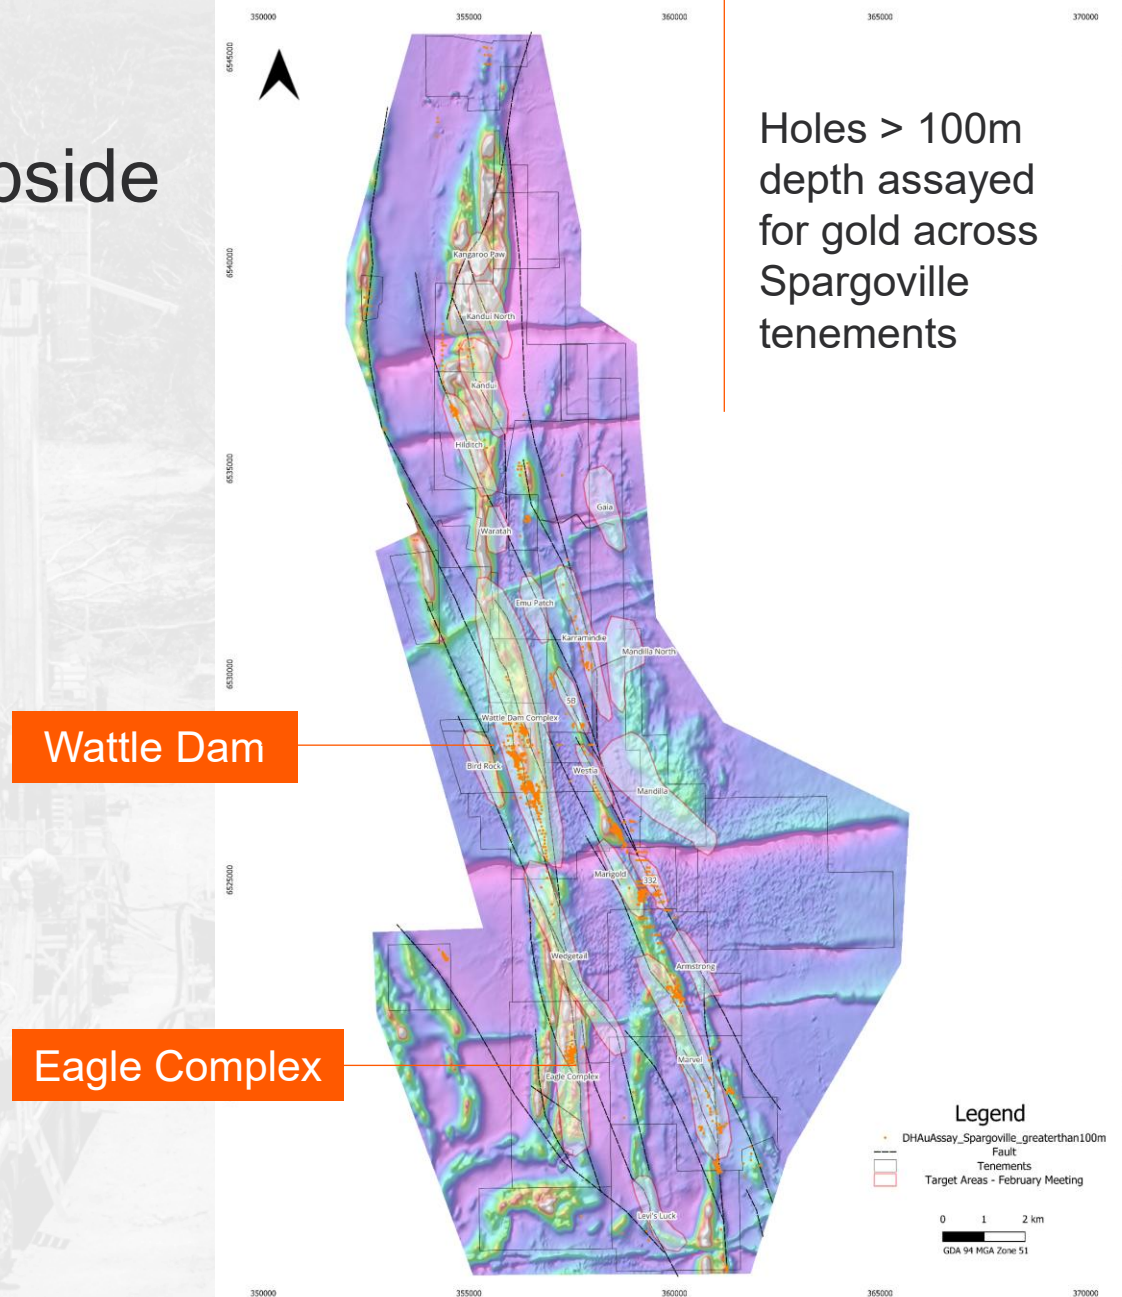 350000
355000
360000
365000
370000
6545000
6540000
6535000
6530000
6525000
pside
Holes > 100m
depth assayed
for gold across
Spargoville
tenements
Kangaroo Paw
Kandui North
Kandui
Hilditch
Gaia
Waratah
Emu Patch
Karramindie
Mandilla North
5B
Wattle Dam Complex
Wattle Dam
Bird Rock
Westia
Mandilla
Marigold
332
Wedgetail
Armstrong
Eagle Complex
Marvel
Eagle Complex
Levi's Luck
Legend
DHAuAssay_Spargoville_greaterthan100m
Fault
Tenements
Target Areas - February Meeting
0 1 2 km
GDA 94 MGA Zone 51
350000
355000
360000
365000
370000